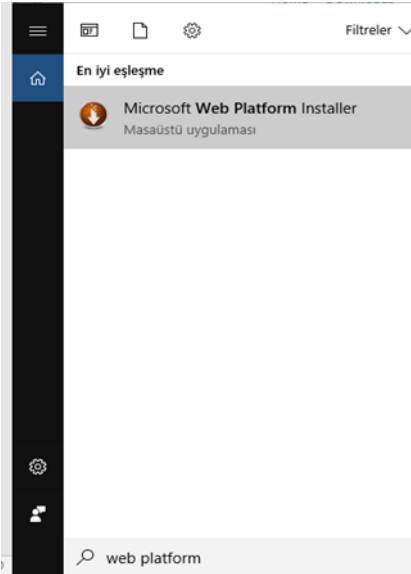 Filtreler
En iyi eşleşme
Microsoft Web Platform Installer
Masaüstü uygulaması
web platform